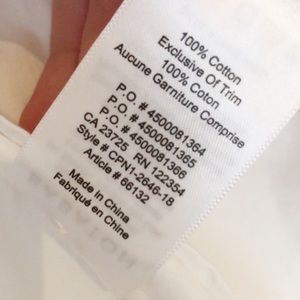 100% Cotton
Exclusive Of Trim
100% Coton
Aucune Garniture Comprise
P.O. # 4500081364
P.O. # 4500081365
P.O. # 4500081366
CA 23725 RN 122354
Style # CPN1-2646-18
Article # 66132
Made in China
Fabriqué en Chine